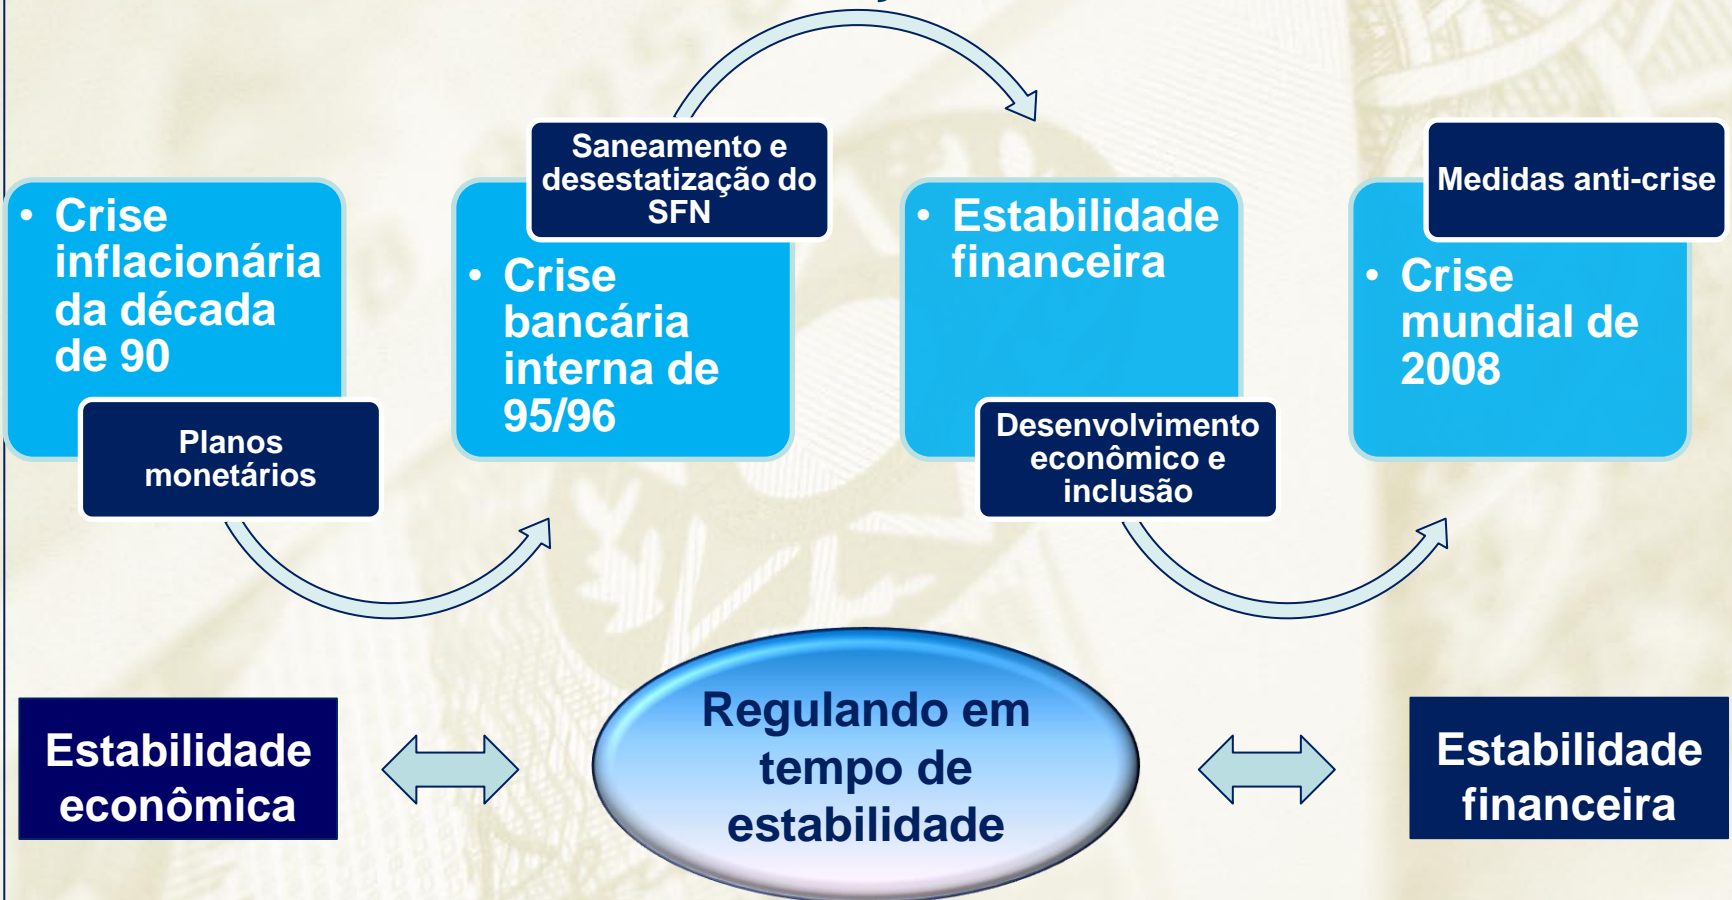 • Crise
inflacionária
da década
de 90
Planos
monetários
Saneamento e
desestatização do
SFN
• Crise
bancária
interna de
95/96
• Estabilidade
financeira
Desenvolvimento
econômico e
inclusão
Medidas anti-crise
• Crise
mundial de
2008
Estabilidade
econômica
Regulando em
tempo de
estabilidade
Estabilidade
financeira